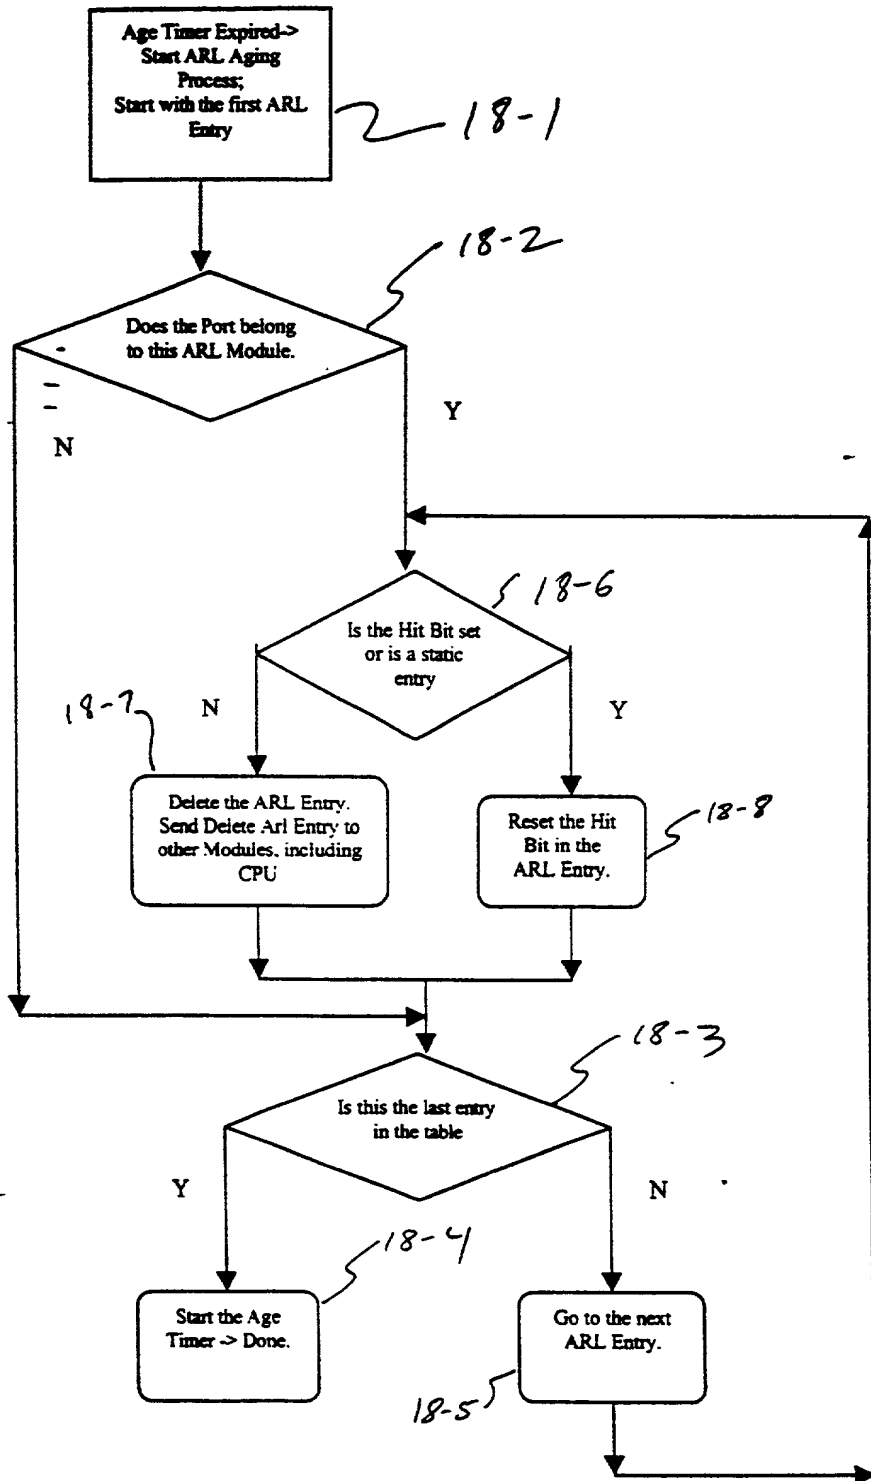 Age Timer Expired->
Start ARL Aging
Process;
Start with the first ARL
Entry
18-1
18-2
Does the Port belong
to this ARL Module.
N
Y
18-6
Is the Hit Bit set
or is a static
entry
18-7
N
Y
Delete the ARL Entry.
Send Delete Arl Entry to
other Modules, including
CPU
Reset the Hit
Bit in the
ARL Entry.
18-8
18-3
Is this the last entry
in the table
Y
N
18-4
Start the Age
Timer -> Done.
Go to the next
ARL Entry.
18-5